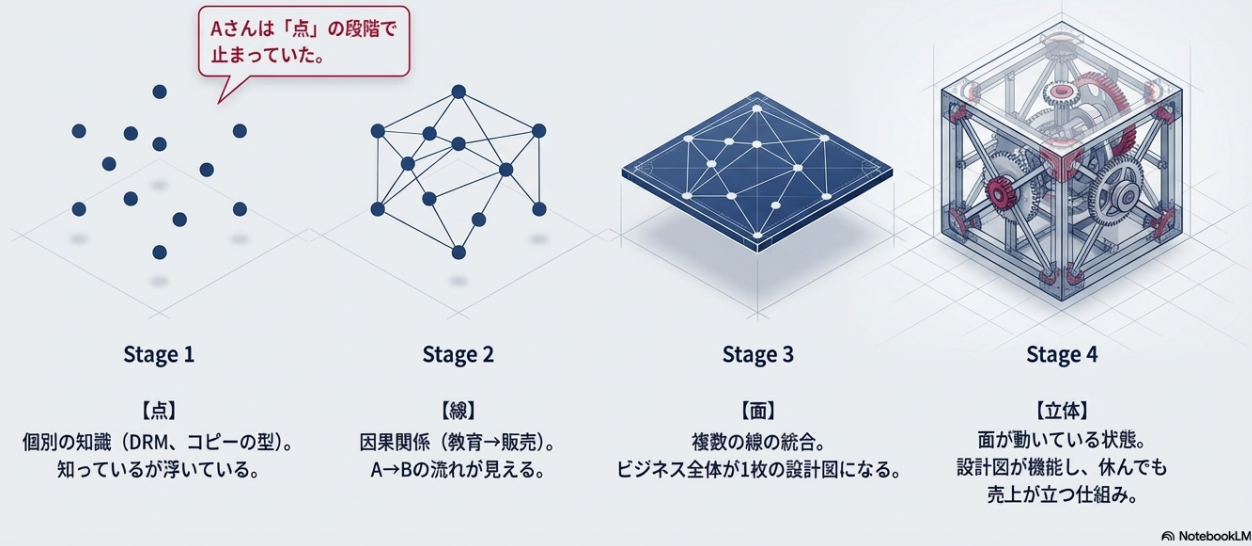 Aさんは「点」の段階で
止まっていた。
Stage 1
【点】
個別の知識（DRM、コピーの型）。
知っているが浮いている。
Stage 2
【線】
因果関係（教育→販売）。
A→Bの流れが見える。
Stage 3
【面】
複数の線の統合。
ビジネス全体が1枚の設計図になる。
Stage 4
【立体】
面が動いている状態。
設計図が機能し、休んでも
売上が立つ仕組み。
NotebookLM